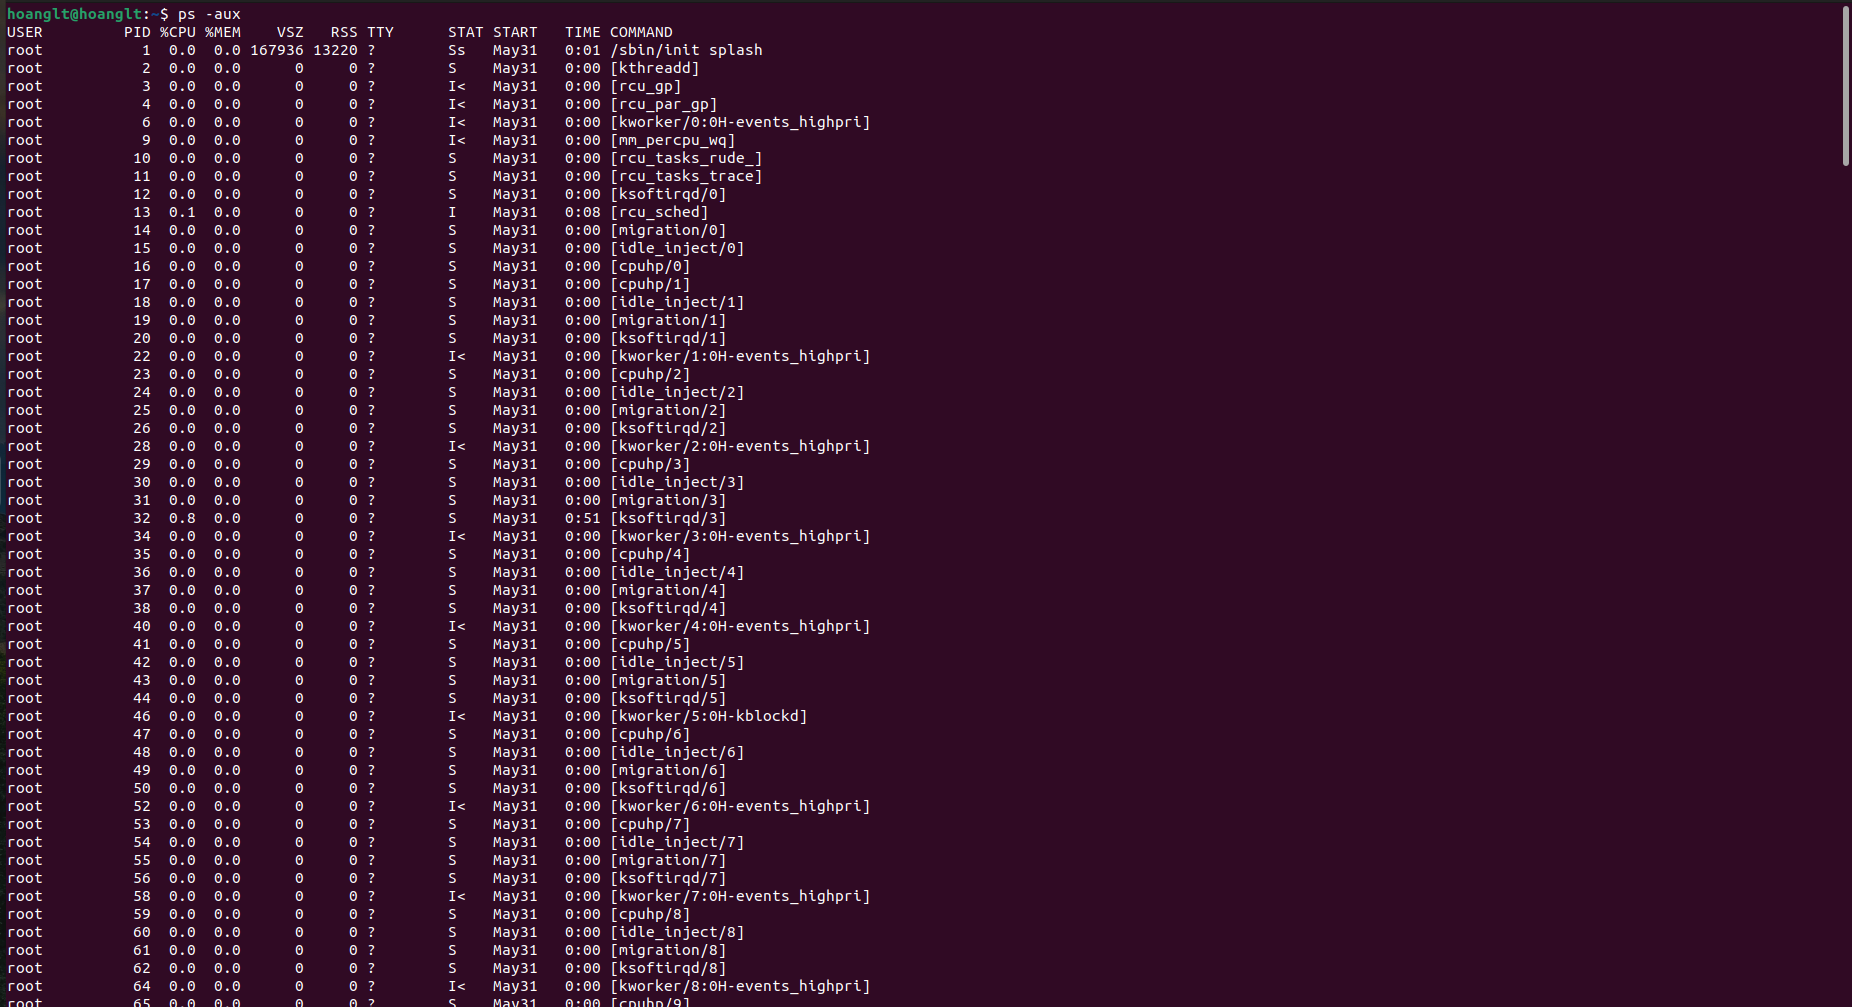 hoanglt@hoanglt:~$ ps -aux
USER         PID %CPU %MEM    VSZ   RSS TTY      STAT START   TIME COMMAND
root           1  0.0  0.0 167936 13220 ?        Ss   May31   0:01 /sbin/init splash
root           2  0.0  0.0      0     0 ?        S    May31   0:00 [kthreadd]
root           3  0.0  0.0      0     0 ?        I<   May31   0:00 [rcu_gp]
root           4  0.0  0.0      0     0 ?        I<   May31   0:00 [rcu_par_gp]
root           6  0.0  0.0      0     0 ?        I<   May31   0:00 [kworker/0:0H-events_highpri]
root           9  0.0  0.0      0     0 ?        I<   May31   0:00 [mm_percpu_wq]
root          10  0.0  0.0      0     0 ?        S    May31   0:00 [rcu_tasks_rude_]
root          11  0.0  0.0      0     0 ?        S    May31   0:00 [rcu_tasks_trace]
root          12  0.0  0.0      0     0 ?        S    May31   0:00 [ksoftirqd/0]
root          13  0.1  0.0      0     0 ?        I    May31   0:08 [rcu_sched]
root          14  0.0  0.0      0     0 ?        S    May31   0:00 [migration/0]
root          15  0.0  0.0      0     0 ?        S    May31   0:00 [idle_inject/0]
root          16  0.0  0.0      0     0 ?        S    May31   0:00 [cpuhp/0]
root          17  0.0  0.0      0     0 ?        S    May31   0:00 [cpuhp/1]
root          18  0.0  0.0      0     0 ?        S    May31   0:00 [idle_inject/1]
root          19  0.0  0.0      0     0 ?        S    May31   0:00 [migration/1]
root          20  0.0  0.0      0     0 ?        S    May31   0:00 [ksoftirqd/1]
root          22  0.0  0.0      0     0 ?        I<   May31   0:00 [kworker/1:0H-events_highpri]
root          23  0.0  0.0      0     0 ?        S    May31   0:00 [cpuhp/2]
root          24  0.0  0.0      0     0 ?        S    May31   0:00 [idle_inject/2]
root          25  0.0  0.0      0     0 ?        S    May31   0:00 [migration/2]
root          26  0.0  0.0      0     0 ?        S    May31   0:00 [ksoftirqd/2]
root          28  0.0  0.0      0     0 ?        I<   May31   0:00 [kworker/2:0H-events_highpri]
root          29  0.0  0.0      0     0 ?        S    May31   0:00 [cpuhp/3]
root          30  0.0  0.0      0     0 ?        S    May31   0:00 [idle_inject/3]
root          31  0.0  0.0      0     0 ?        S    May31   0:00 [migration/3]
root          32  0.8  0.0      0     0 ?        S    May31   0:51 [ksoftirqd/3]
root          34  0.0  0.0      0     0 ?        I<   May31   0:00 [kworker/3:0H-events_highpri]
root          35  0.0  0.0      0     0 ?        S    May31   0:00 [cpuhp/4]
root          36  0.0  0.0      0     0 ?        S    May31   0:00 [idle_inject/4]
root          37  0.0  0.0      0     0 ?        S    May31   0:00 [migration/4]
root          38  0.0  0.0      0     0 ?        S    May31   0:00 [ksoftirqd/4]
root          40  0.0  0.0      0     0 ?        I<   May31   0:00 [kworker/4:0H-events_highpri]
root          41  0.0  0.0      0     0 ?        S    May31   0:00 [cpuhp/5]
root          42  0.0  0.0      0     0 ?        S    May31   0:00 [idle_inject/5]
root          43  0.0  0.0      0     0 ?        S    May31   0:00 [migration/5]
root          44  0.0  0.0      0     0 ?        S    May31   0:00 [ksoftirqd/5]
root          46  0.0  0.0      0     0 ?        I<   May31   0:00 [kworker/5:0H-kblockd]
root          47  0.0  0.0      0     0 ?        S    May31   0:00 [cpuhp/6]
root          48  0.0  0.0      0     0 ?        S    May31   0:00 [idle_inject/6]
root          49  0.0  0.0      0     0 ?        S    May31   0:00 [migration/6]
root          50  0.0  0.0      0     0 ?        S    May31   0:00 [ksoftirqd/6]
root          52  0.0  0.0      0     0 ?        I<   May31   0:00 [kworker/6:0H-events_highpri]
root          53  0.0  0.0      0     0 ?        S    May31   0:00 [cpuhp/7]
root          54  0.0  0.0      0     0 ?        S    May31   0:00 [idle_inject/7]
root          55  0.0  0.0      0     0 ?        S    May31   0:00 [migration/7]
root          56  0.0  0.0      0     0 ?        S    May31   0:00 [ksoftirqd/7]
root          58  0.0  0.0      0     0 ?        I<   May31   0:00 [kworker/7:0H-events_highpri]
root          59  0.0  0.0      0     0 ?        S    May31   0:00 [cpuhp/8]
root          60  0.0  0.0      0     0 ?        S    May31   0:00 [idle_inject/8]
root          61  0.0  0.0      0     0 ?        S    May31   0:00 [migration/8]
root          62  0.0  0.0      0     0 ?        S    May31   0:00 [ksoftirqd/8]
root          64  0.0  0.0      0     0 ?        I<   May31   0:00 [kworker/8:0H-events_highpri]
root          65  0.0  0.0      0     0 ?        S    May31   0:00 [cpuhp/9]